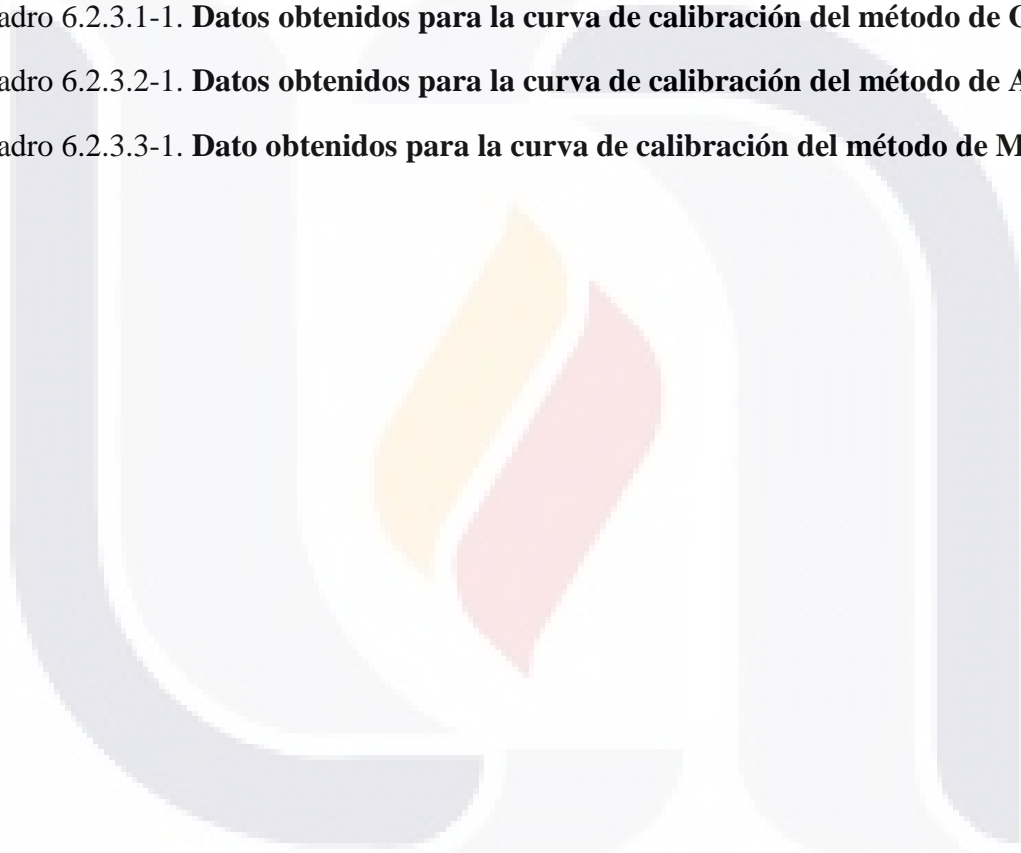 adro 6.2.3.1-1. Datos obtenidos para la curva de calibración del método de
adro 6.2.3.2-1. Datos obtenidos para la curva de calibración del método de A
adro 6.2.3.3-1. Dato obtenidos para la curva de calibración del método de M